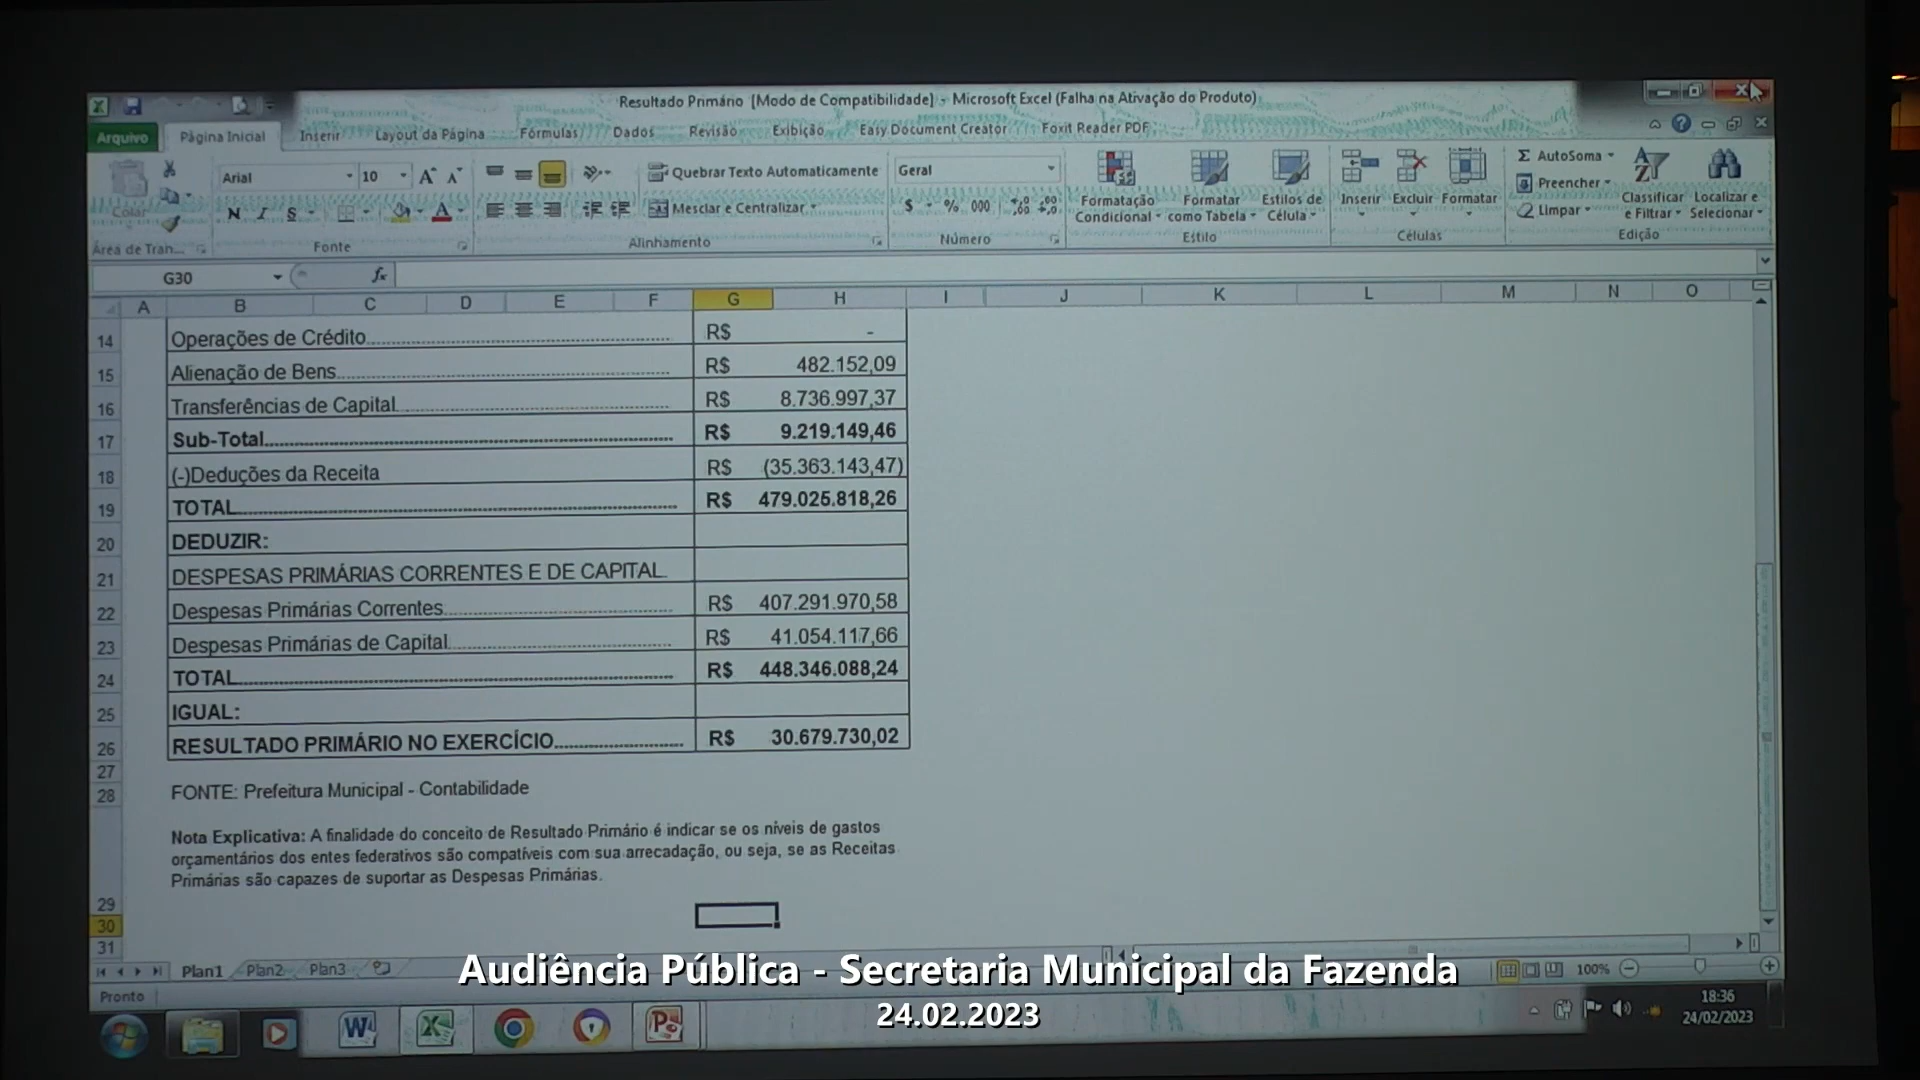 Resultado Primário [Modo de Compatibilidade] - Microsoft Excel (Falha na Ativação do Produto)
Arquivo Página Inicial Inserir Layout da Página Fórmulas Dados Revisão Exibição Easy Document Creator Foxit Reader PDF
Colar
Área de Tran...
Arial 10
N I S
Fonte
Quebrar Texto Automaticamente
Mesclar e Centralizar
Alinhamento
Geral
$ % 000
Número
Formatação Condicional
Formatar como Tabela
Estilos de Célula
Estilo
Inserir Excluir Formatar
Células
Σ AutoSoma
Preencher
Limpar
Classificar e Filtrar
Localizar e Selecionar
Edição
G30 fx
A B C D E F G H I J K L M N O
14 Operações de Crédito R$ -
15 Alienação de Bens R$ 482.152,09
16 Transferências de Capital R$ 8.736.997,37
17 Sub-Total R$ 9.219.149,46
18 (-)Deduções da Receita R$ (35.363.143,47)
19 TOTAL R$ 479.025.818,26
20 DEDUZIR:
21 DESPESAS PRIMÁRIAS CORRENTES E DE CAPITAL
22 Despesas Primárias Correntes R$ 407.291.970,58
23 Despesas Primárias de Capital R$ 41.054.117,66
24 TOTAL R$ 448.346.088,24
25 IGUAL:
26 RESULTADO PRIMÁRIO NO EXERCÍCIO R$ 30.679.730,02
27
28 FONTE: Prefeitura Municipal - Contabilidade
Nota Explicativa: A finalidade do conceito de Resultado Primário é indicar se os níveis de gastos
orçamentários dos entes federativos são compatíveis com sua arrecadação, ou seja, se as Receitas
Primárias são capazes de suportar as Despesas Primárias.
29
30
31
Plan1 Plan2 Plan3
100%
Pronto
Audiência Pública - Secretaria Municipal da Fazenda
24.02.2023
18:36
24/02/2023